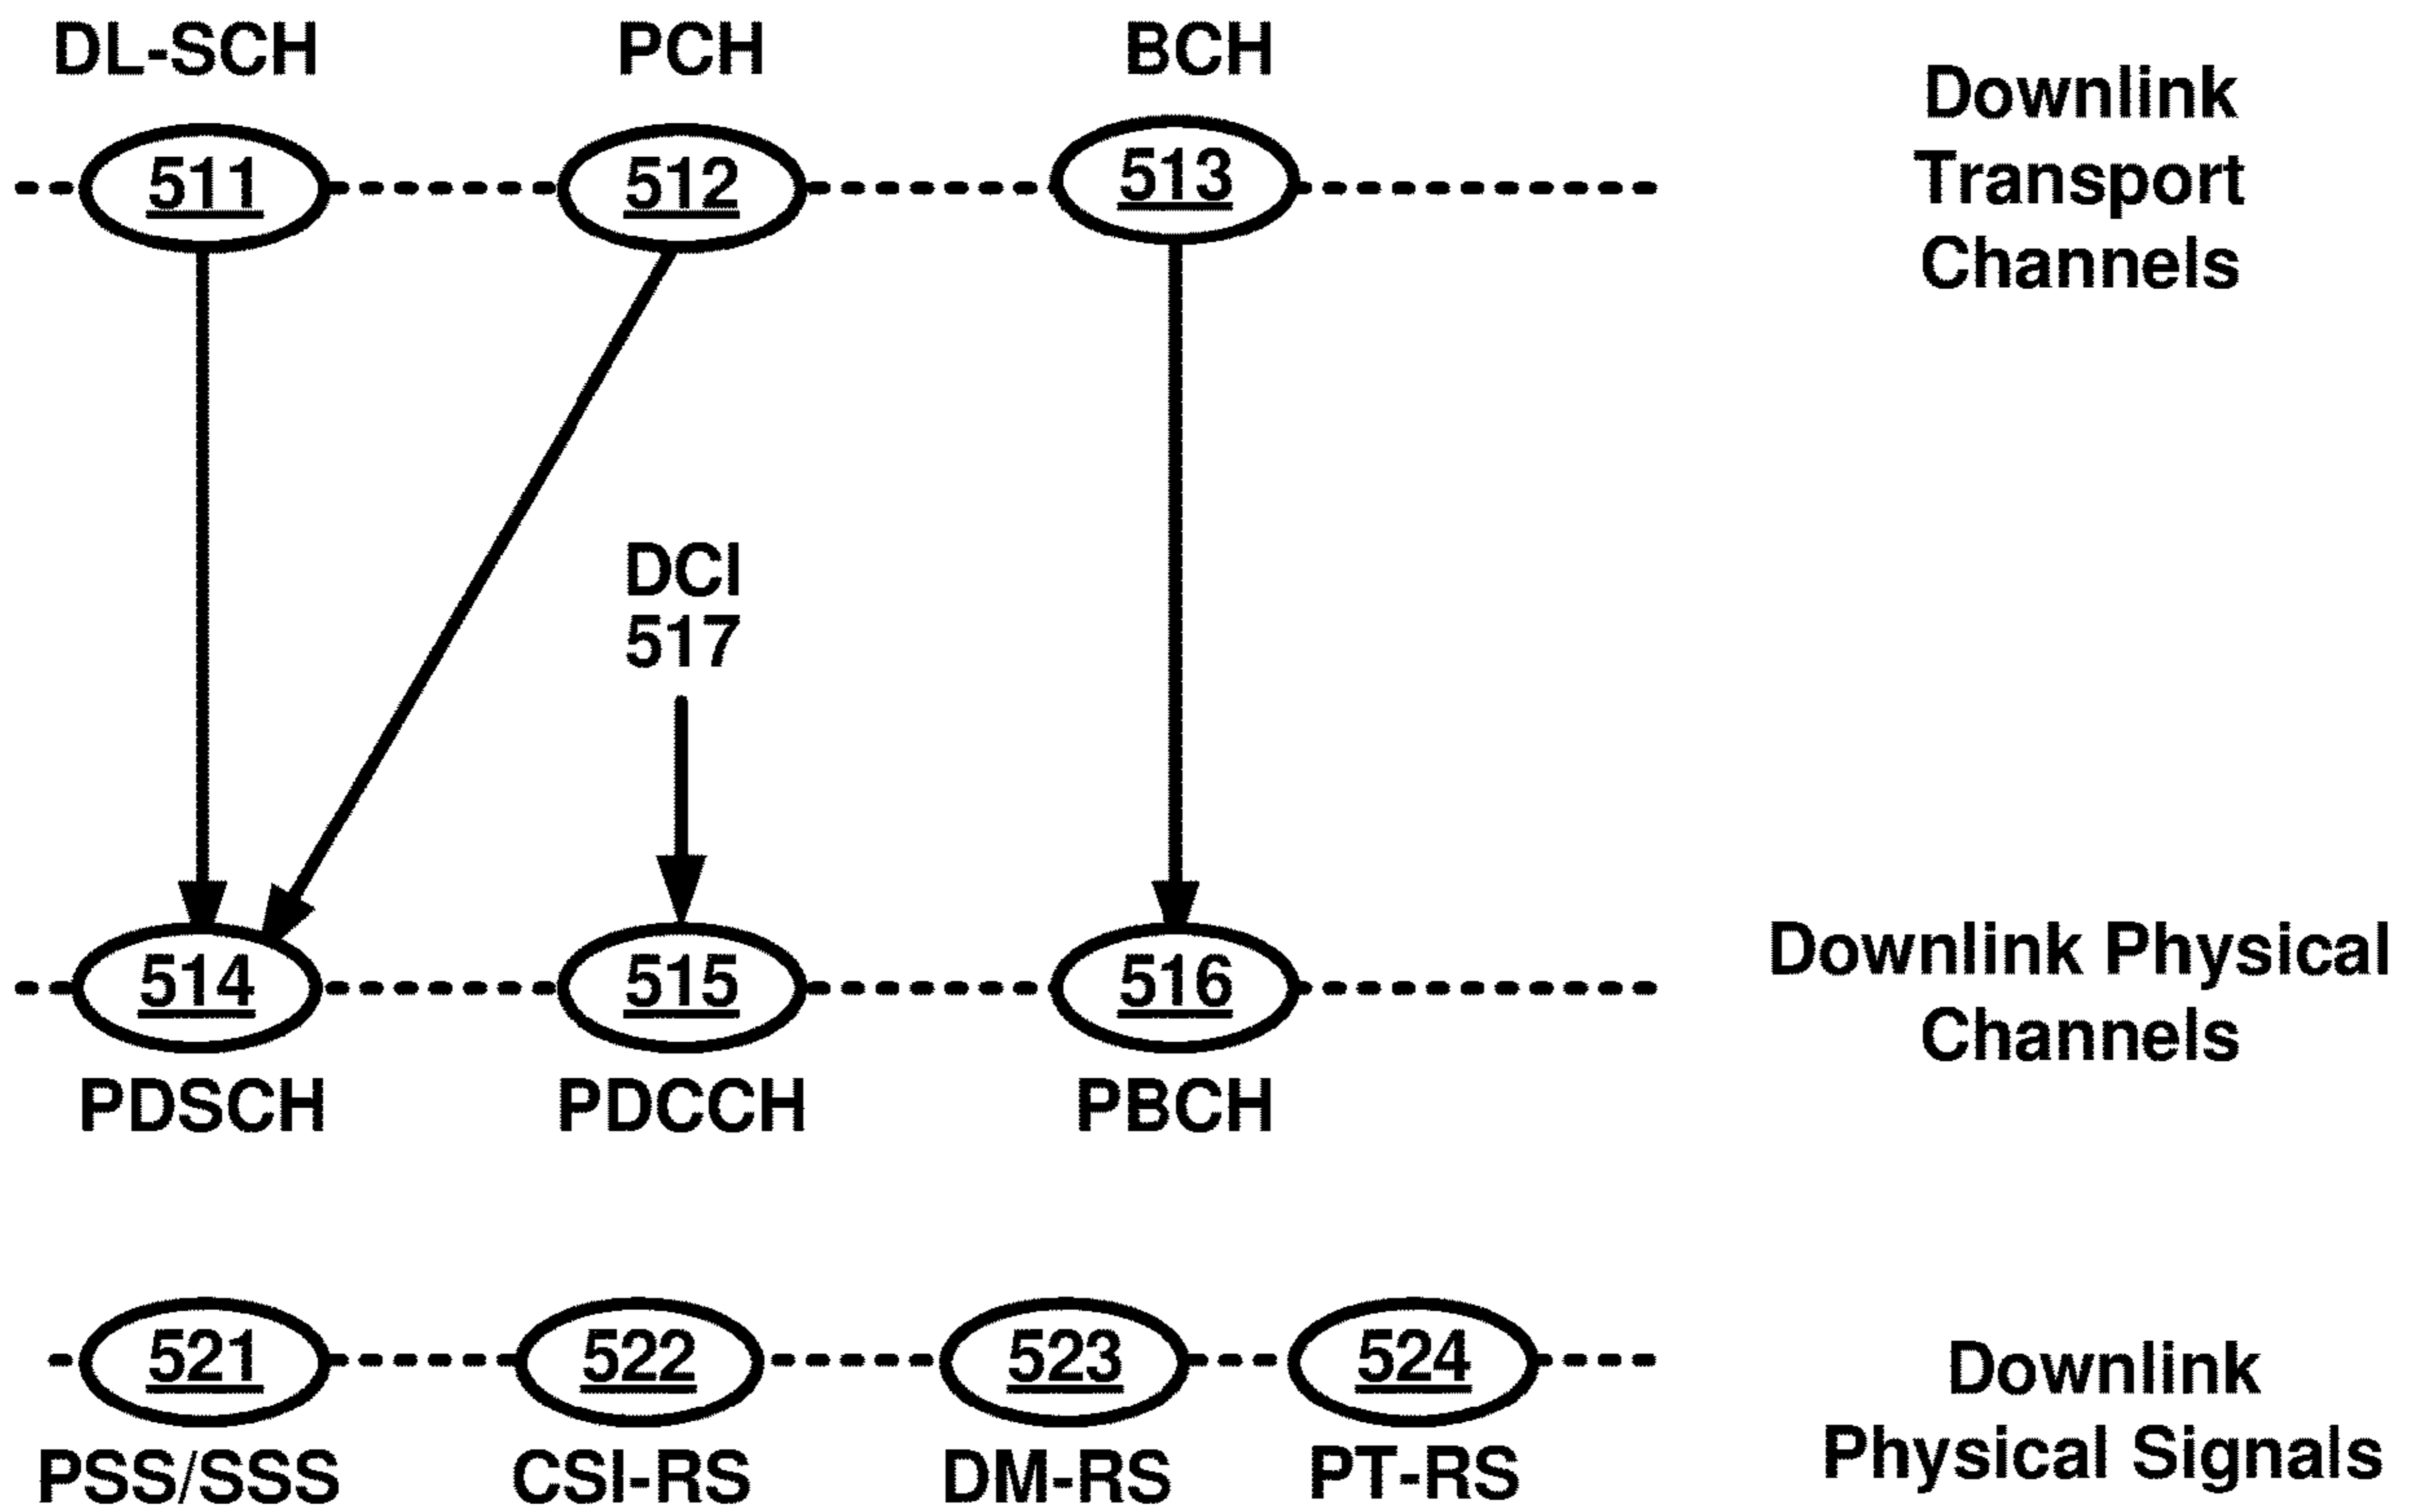 DL-SCH PCH BCH
Downlink
Transport
Channels
511 512 513
DCI
517
514 515 516
Downlink Physical
Channels
PDSCH PDCCH PBCH
521 522 523 524
Downlink
Physical Signals
PSS/SSS CSI-RS DM-RS PT-RS